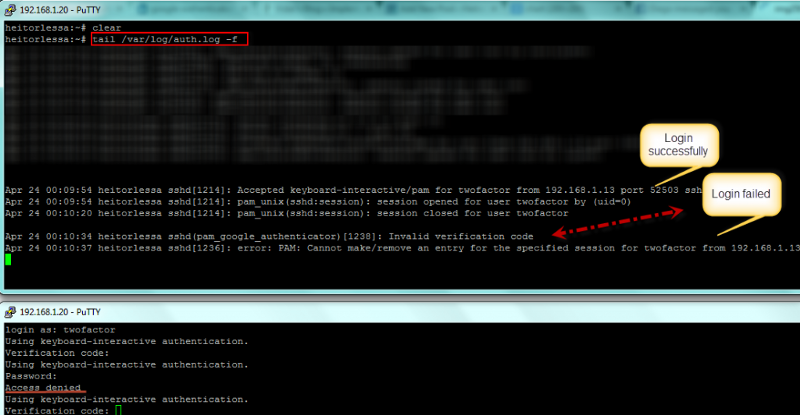 192.168.1.20 - PuTTY
heitorlessa:~# clear
heitorlessa:~# tail /var/log/auth.log -f
Login
successfully
Apr 24 00:09:54 heitorlessa sshd[1214]: Accepted keyboard-interactive/pam for twofactor from 192.168.1.13 port 52503 ssh
Login failed
Apr 24 00:09:54 heitorlessa sshd[1214]: pam_unix(sshd:session): session opened for user twofactor by (uid=0)
Apr 24 00:10:20 heitorlessa sshd[1214]: pam_unix(sshd:session): session closed for user twofactor
Apr 24 00:10:34 heitorlessa sshd(pam_google_authenticator)[1238]: Invalid verification code
Apr 24 00:10:37 heitorlessa sshd[1236]: error: PAM: Cannot make/remove an entry for the specified session for twofactor from 192.168.1.13
192.168.1.20 - PuTTY
login as: twofactor
Using keyboard-interactive authentication.
Verification code:
Using keyboard-interactive authentication.
Password:
Access denied
Using keyboard-interactive authentication.
Verification code: